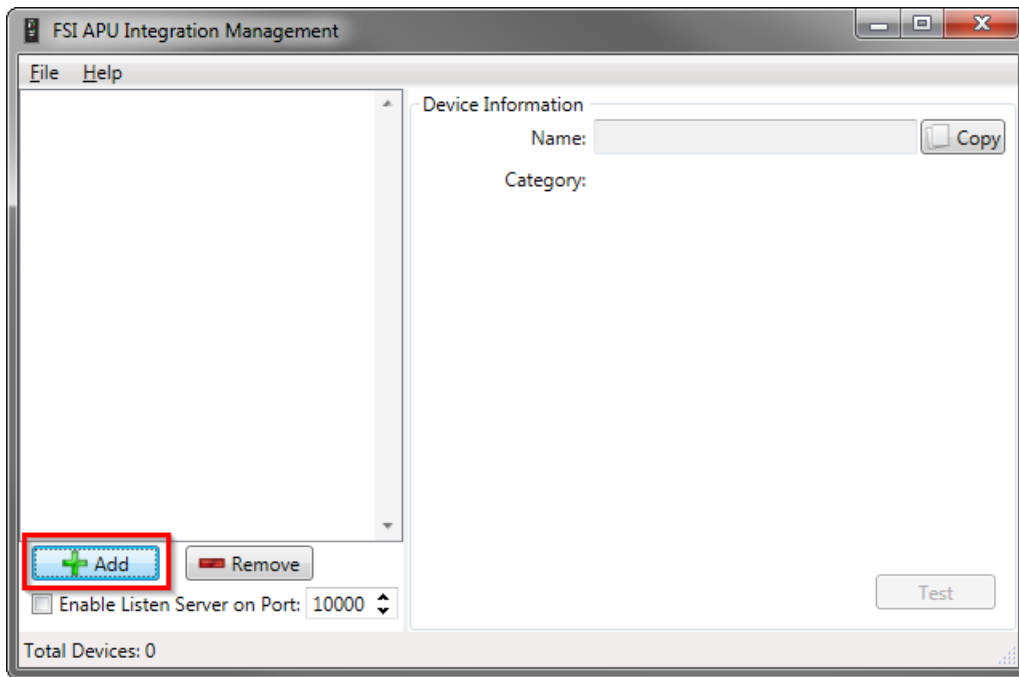 FSI APU Integration Management
File Help
Device Information
Name: Copy
Category:
Add Remove
Enable Listen Server on Port: 10000
Test
Total Devices: 0